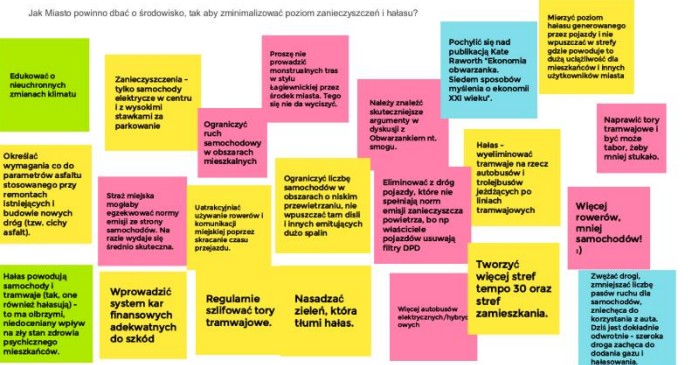 Jak Miasto powinno dbać o środowisko, tak aby zminimalizować poziom zanieczyszczeń i hałasu?
Edukować o
nieuchronnych
zmianach klimatu
Zanieczyszczenia -
tylko samochody
elektrycze w centru
i z wysokimi
stawkami za
parkowanie
Proszę nie
prowadzić
monstrualnych tras
w stylu
Łagiewnickiej przez
środek miasta. Tego
się nie da wyciszyć.
Pochylić się nad
publikacją Kate
Raworth "Ekonomia
obwarzanka.
Siedem sposobów
myślenia o ekonomii
XXI wieku".
Mierzyć poziom
hałasu generowanego
przez pojazdy i nie
wpuszczać w strefy
gdzie powoduje to
dużą uciążliwość dla
mieszkańców i innych
użytkowników miasta
Ograniczyć
ruch
samochodowy
w obszarach
mieszkalnych
Należy znaleźć
skuteczniejsze
argumenty w
dyskusji z
Obwarzankiem nt.
smogu.
Naprawić tory
tramwajowe i
być może
tabor, żeby
mniej stukało.
Określać
wymagania co do
parametrów asfaltu
stosowanego przy
remontach
istniejących i
budowie nowych
dróg (tzw. cichy
asfalt).
Straż miejska
mogłaby
egzekwować normy
emisji ze strony
samochodów. Na
razie wydaje się
średnio skuteczna.
Uatrakcyjniać
używanie rowerów i
komunikacji
miejskiej poprzez
skracanie czasu
przejazdu.
Ograniczyć liczbę
samochodów w
obszarach o niskim
przewietrzaniu, nie
wpuszczać tam disli
i innych emitujących
dużo spalin
Eliminować z dróg
pojazdy, które nie
spełniają norm
emisji zanieczyszcza
powietrza, bo np
właściciele
pojazdów usuwają
filtry DPD
Hałas -
wyeliminować
tramwaje na rzecz
autobusów i
trolejbusów
jeżdżących po
liniach
tramwajowych
Więcej
rowerów,
mniej
samochodów!
:)
Hałas powodują
samochody i
tramwaje (tak, one
również hałasują) -
to ma olbrzymi,
niedoceniany wpływ
na zły stan zdrowia
psychicznego
mieszkańców.
Wprowadzić
system kar
finansowych
adekwatnych
do szkód
Regularnie
szlifować tory
tramwajowe.
Nasadzać
zieleń, która
tłumi hałas.
Więcej autobusów
elektrycznych/hybryd
owych
Tworzyć
więcej stref
tempo 30 oraz
stref
zamieszkania.
Zwężać drogi,
zmniejszać liczbę
pasów ruchu dla
samochodów,
zniechęca do
korzystania z auta.
Dziś jest dokładnie
odwrotnie - szeroka
droga zachęca do
dodania gazu i
hałasowania.